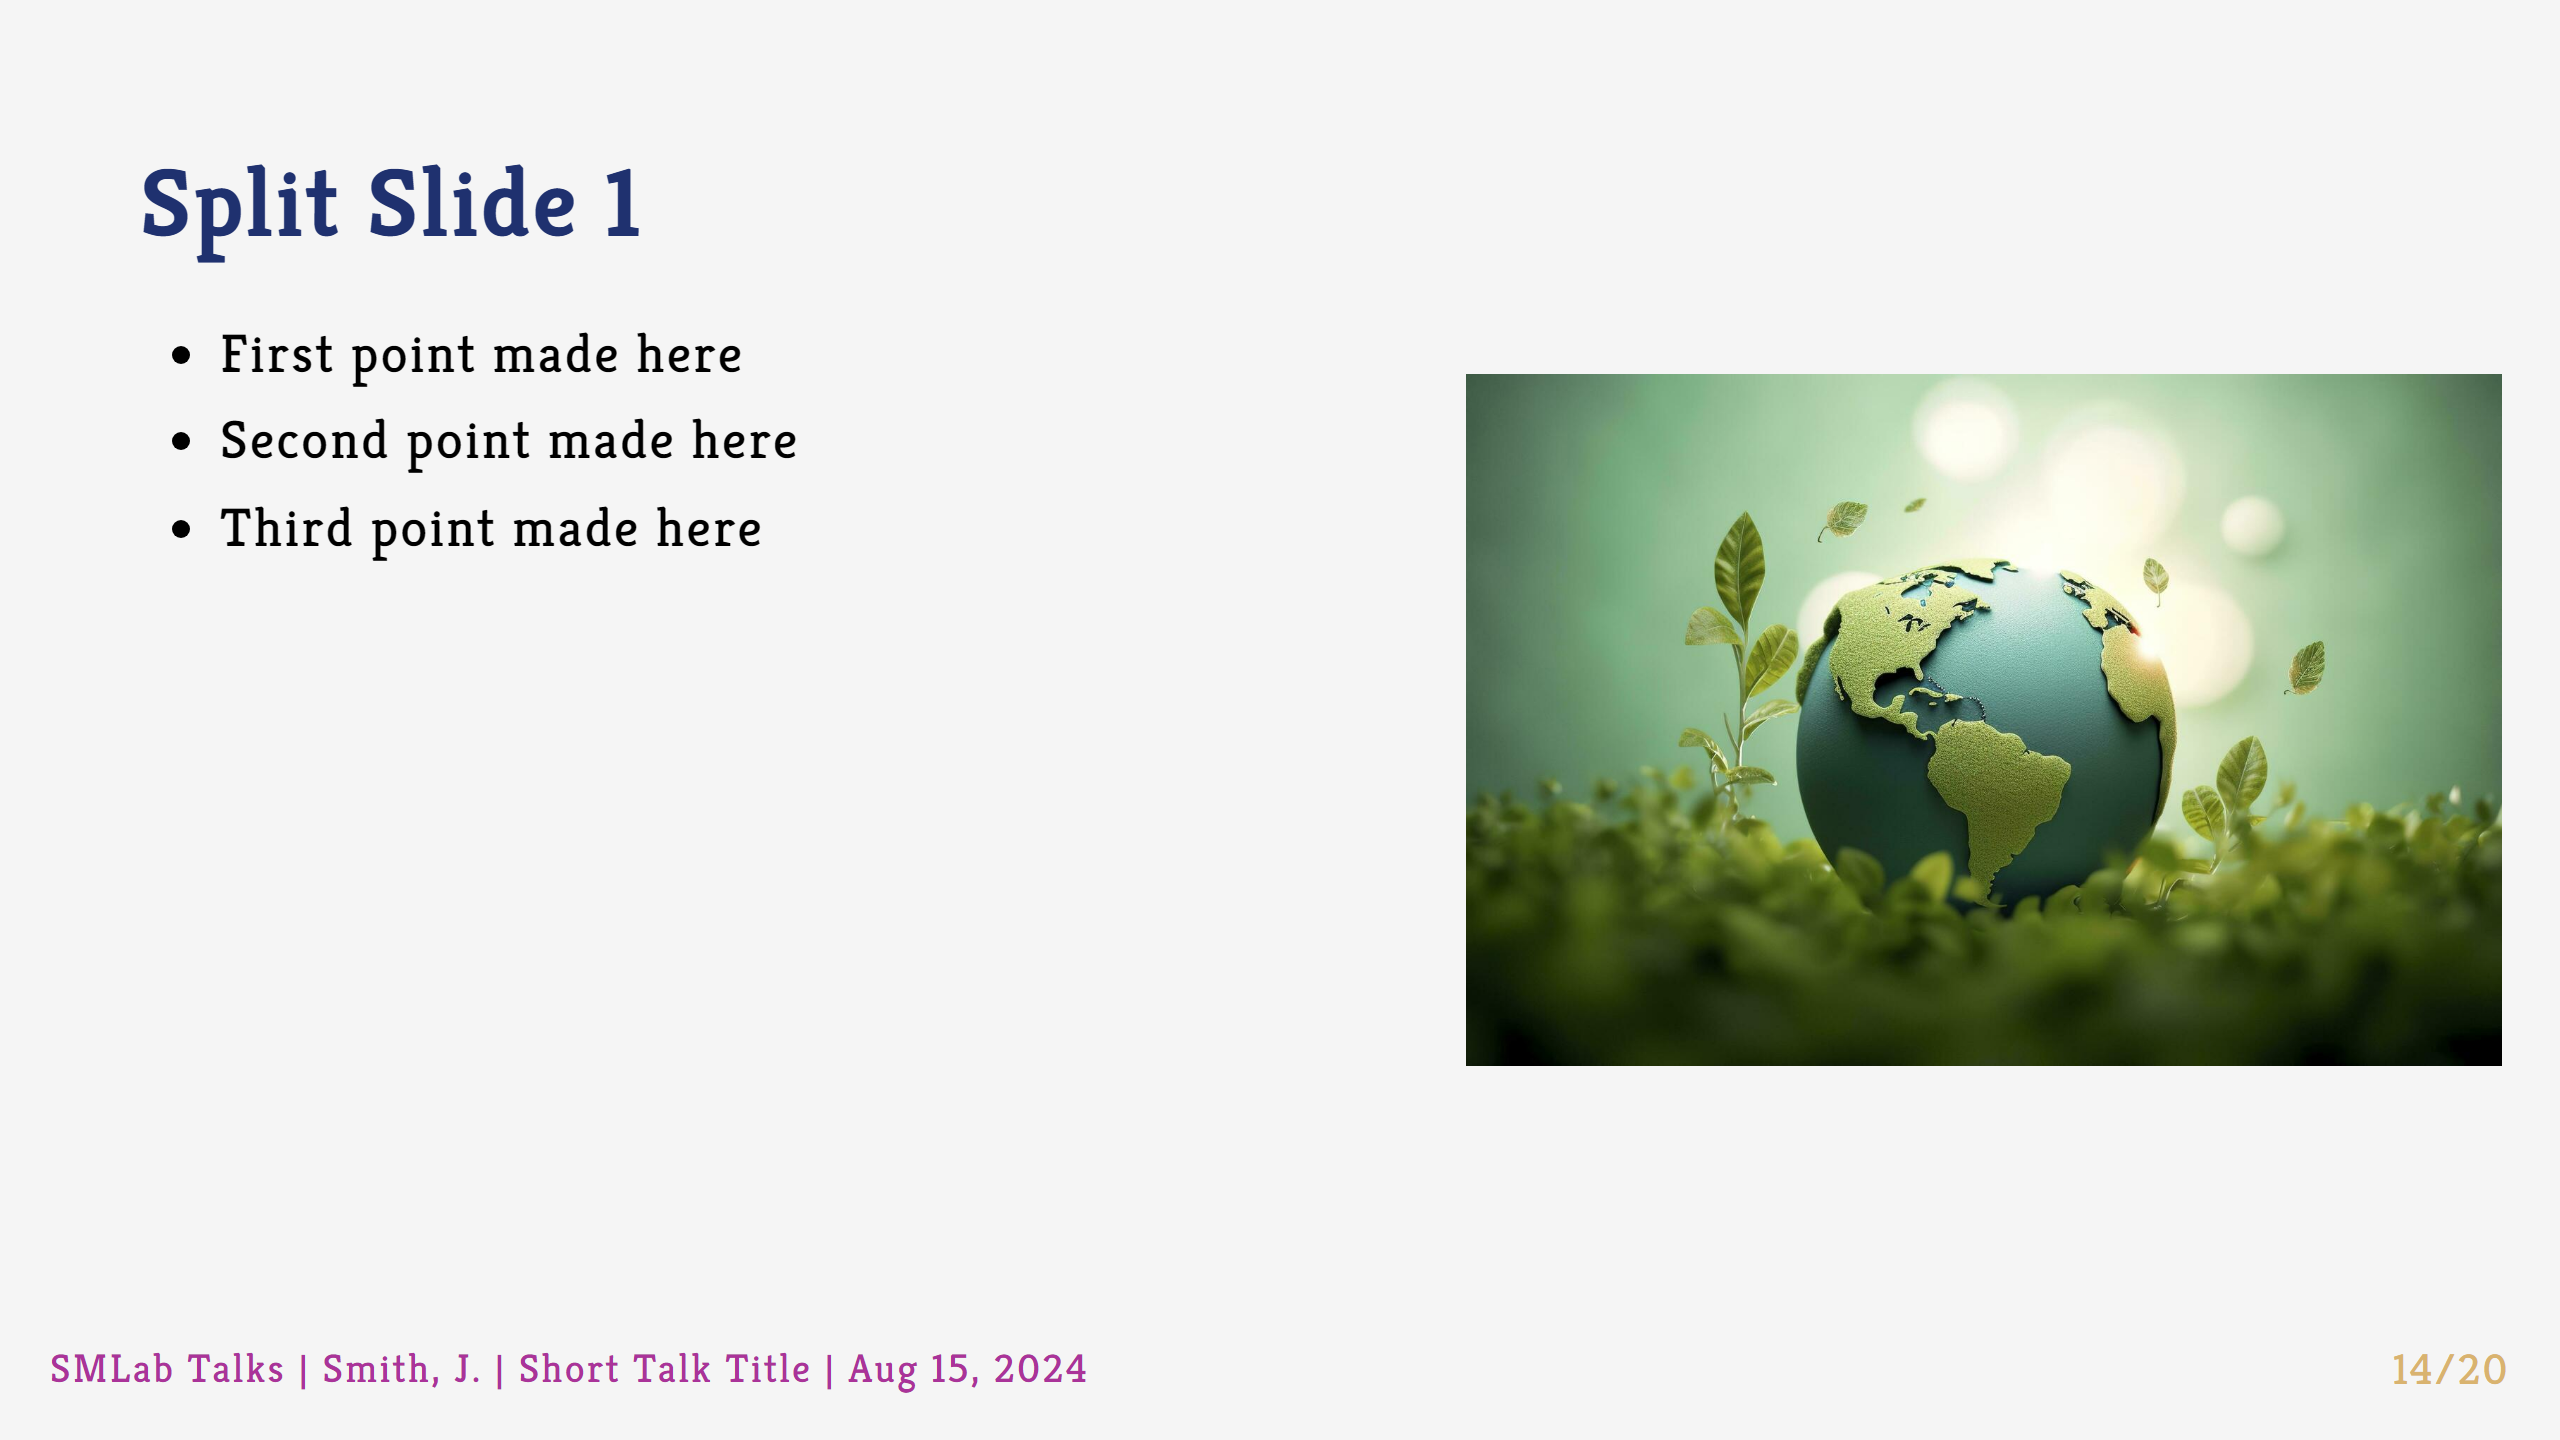 Split Slide 1
• First point made here
• Second point made here
• Third point made here
SMLab Talks | Smith, J. | Short Talk Title | Aug 15, 2024
14/20